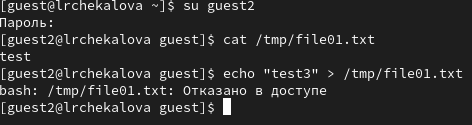 [guest@lrchekalova ~]$ su guest2
Пароль:
[guest2@lrchekalova guest]$ cat /tmp/file01.txt
test
[guest2@lrchekalova guest]$ echo "test3" > /tmp/file01.txt
bash: /tmp/file01.txt: Отказано в доступе
[guest2@lrchekalova guest]$